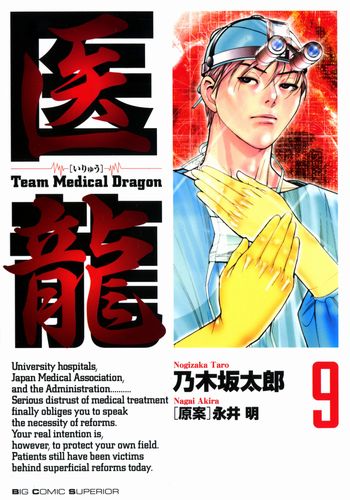 医
[いりゅう]
Team Medical Dragon
龍
University hospitals,
Japan Medical Association,
and the Administration..........
Serious distrust of medical treatment
finally obliges you to speak
the necessity of reforms.
Your real intention is,
however, to protect your own field.
Patients still have been victims
behind superficial reforms today.
Nogizaka Taro
乃木坂太郎
Nagai Akira
[原案]永井 明
9
BIG COMIC SUPERIOR